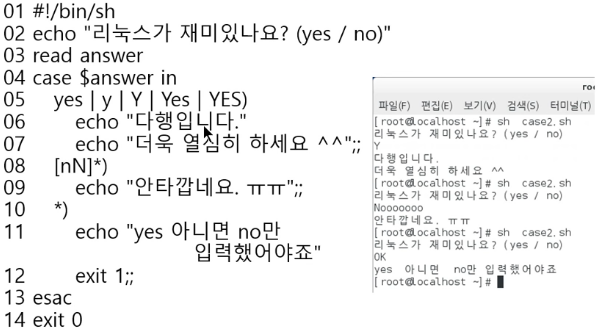 01 #!/bin/sh
02 echo "리눅스가 재미있나요? (yes / no)"
03 read answer
04 case $answer in
05 yes | y | Y | Yes | YES)
06 echo "다행입니다."
07 echo "더욱 열심히 하세요 ^^";;
08 [nN]*)
09 echo "안타깝네요. ㅠㅠ";;
10 *)
11 echo "yes 아니면 no만
입력했어야죠"
12 exit 1;;
13 esac
14 exit 0
ro
파일(F) 편집(E) 보기(V) 검색(S) 터미널(T)
[root@localhost ~]# sh case2.sh
리눅스가 재미있나요? (yes / no)
Y
다행입니다.
더욱 열심히 하세요 ^^
[root@localhost ~]# sh case2.sh
리눅스가 재미있나요? (yes / no)
Nooooooo
안타깝네요. ㅠㅠ
[root@localhost ~]# sh case2.sh
리눅스가 재미있나요? (yes / no)
OK
yes 아니면 no만 입력했어야죠
[root@localhost ~]#